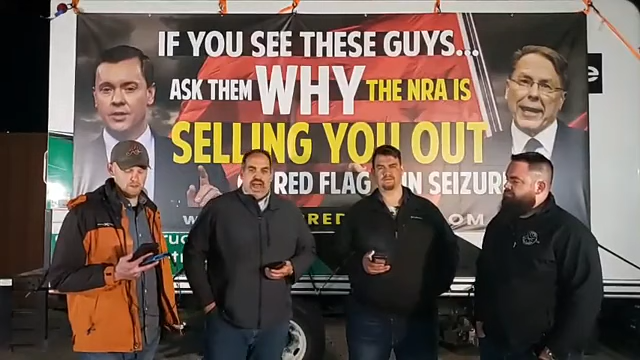 IF YOU SEE THESE GUYS...
ASK THEM WHY THE NRA IS
SELLING YOU OUT
RED FLAG